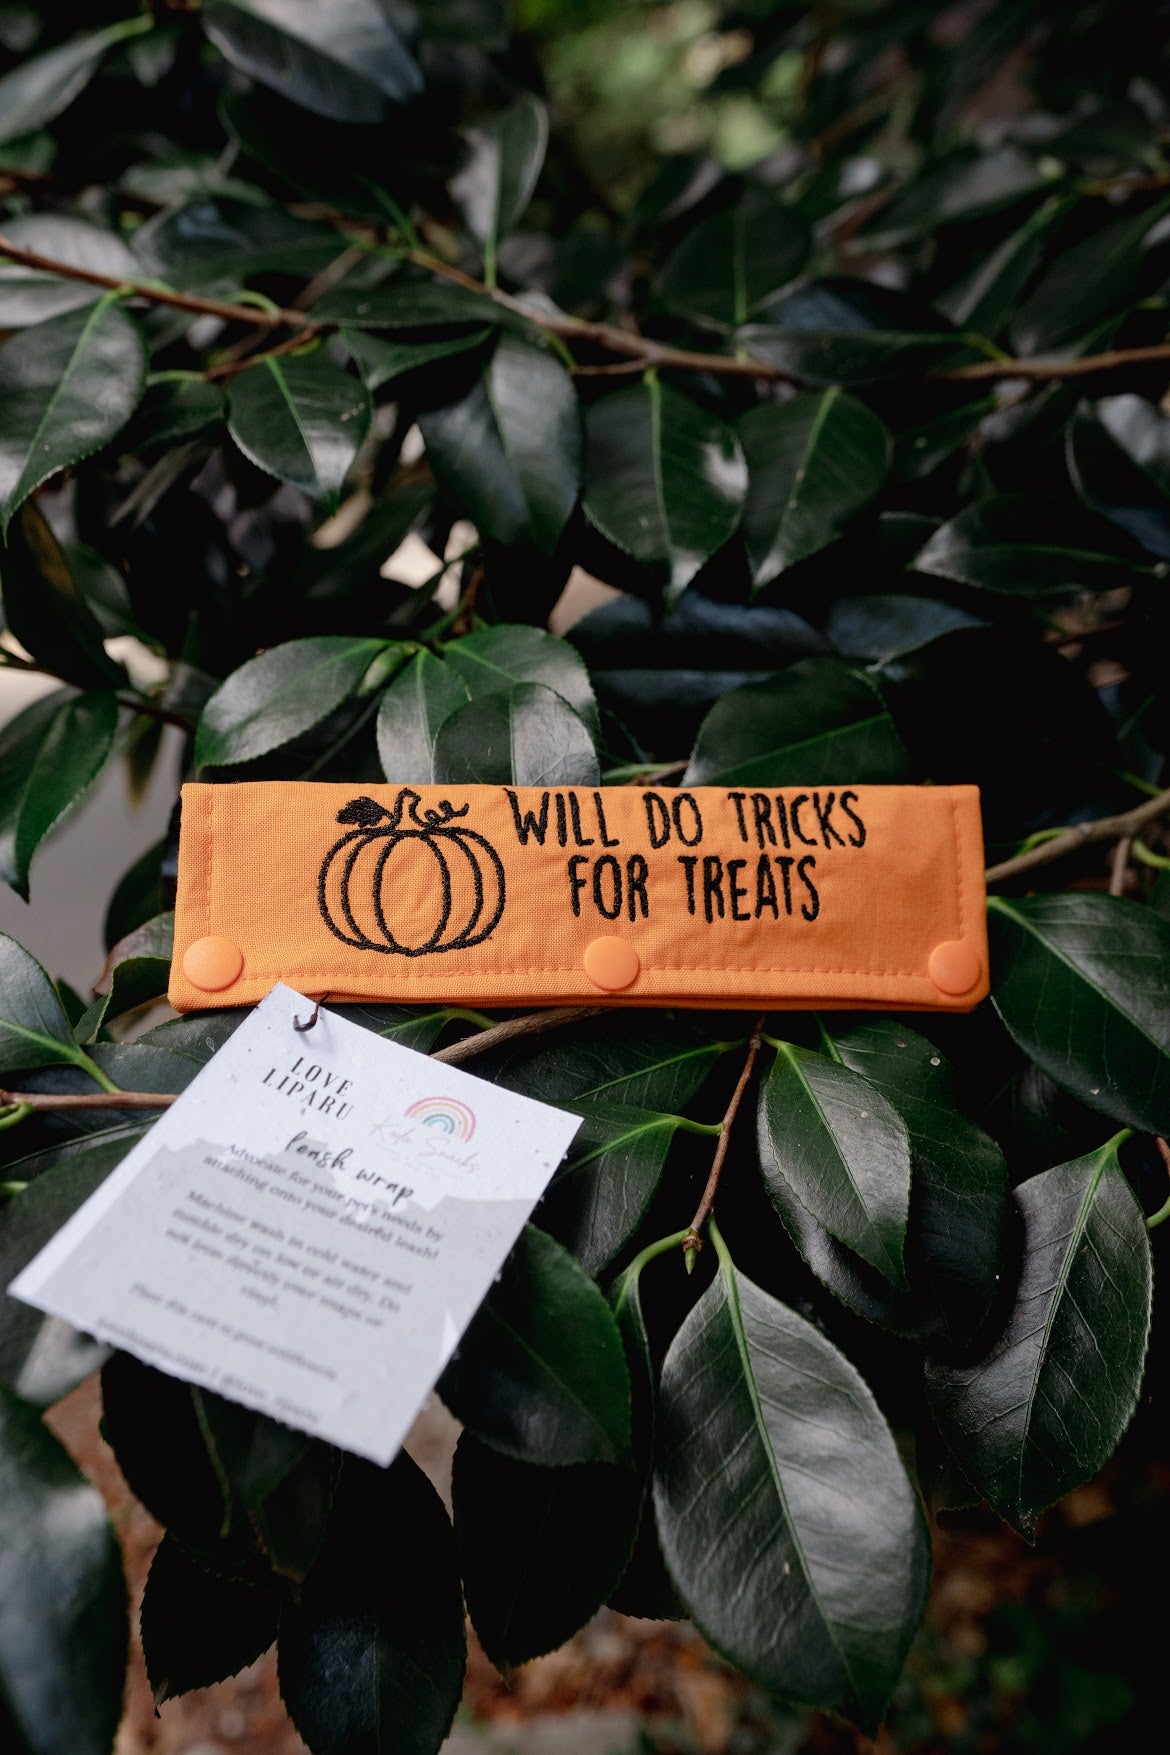 WILL DO TRICKS
FOR TREATS
LOVE
LIPARU
Koda Snacks
leash wrap
Advocate for your pet's needs by
attaching onto your desired leash!
Machine wash in cold water and
tumble dry on low or air dry. Do
not iron directly over snaps or
vinyl.